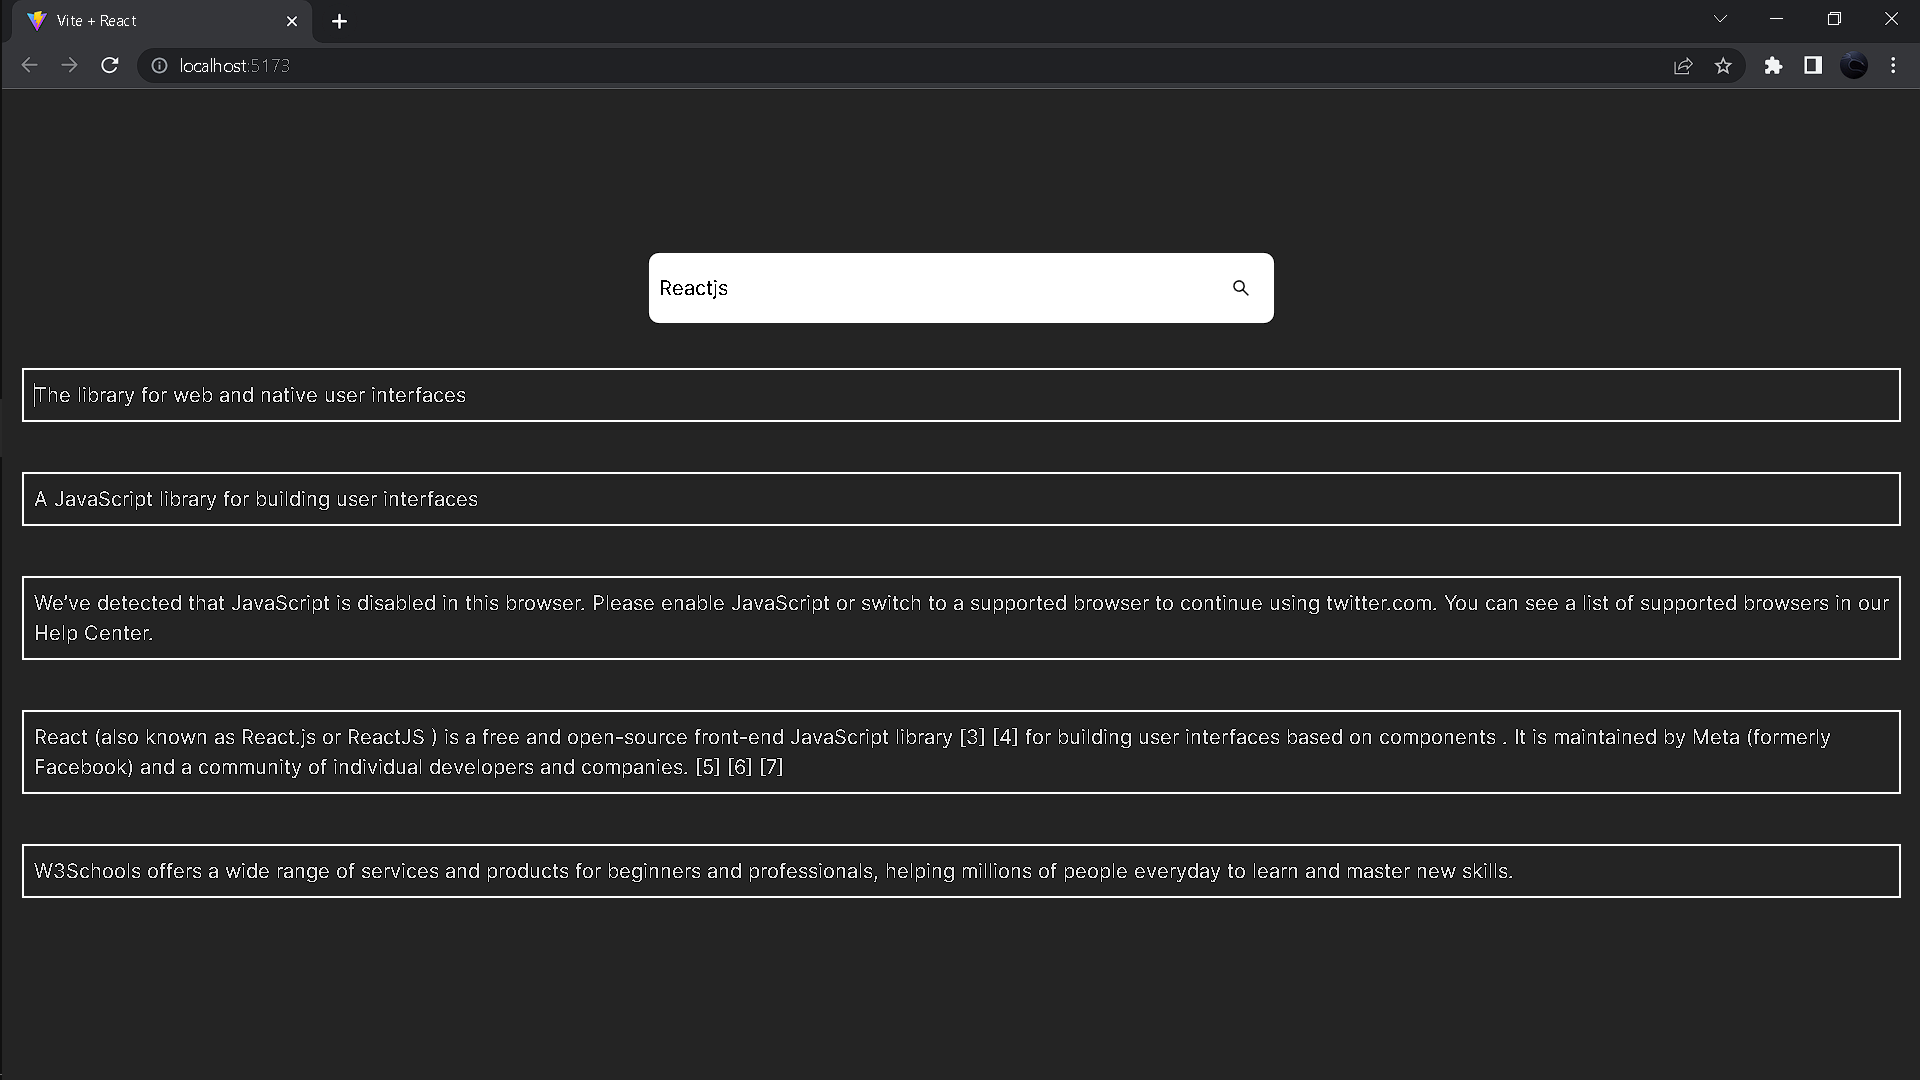 Vite + React
localhost:5173
Reactjs
The library for web and native user interfaces
A JavaScript library for building user interfaces
We’ve detected that JavaScript is disabled in this browser. Please enable JavaScript or switch to a supported browser to continue using twitter.com. You can see a list of supported browsers in our
Help Center.
React (also known as React.js or ReactJS ) is a free and open-source front-end JavaScript library [3] [4] for building user interfaces based on components . It is maintained by Meta (formerly
Facebook) and a community of individual developers and companies. [5] [6] [7]
W3Schools offers a wide range of services and products for beginners and professionals, helping millions of people everyday to learn and master new skills.